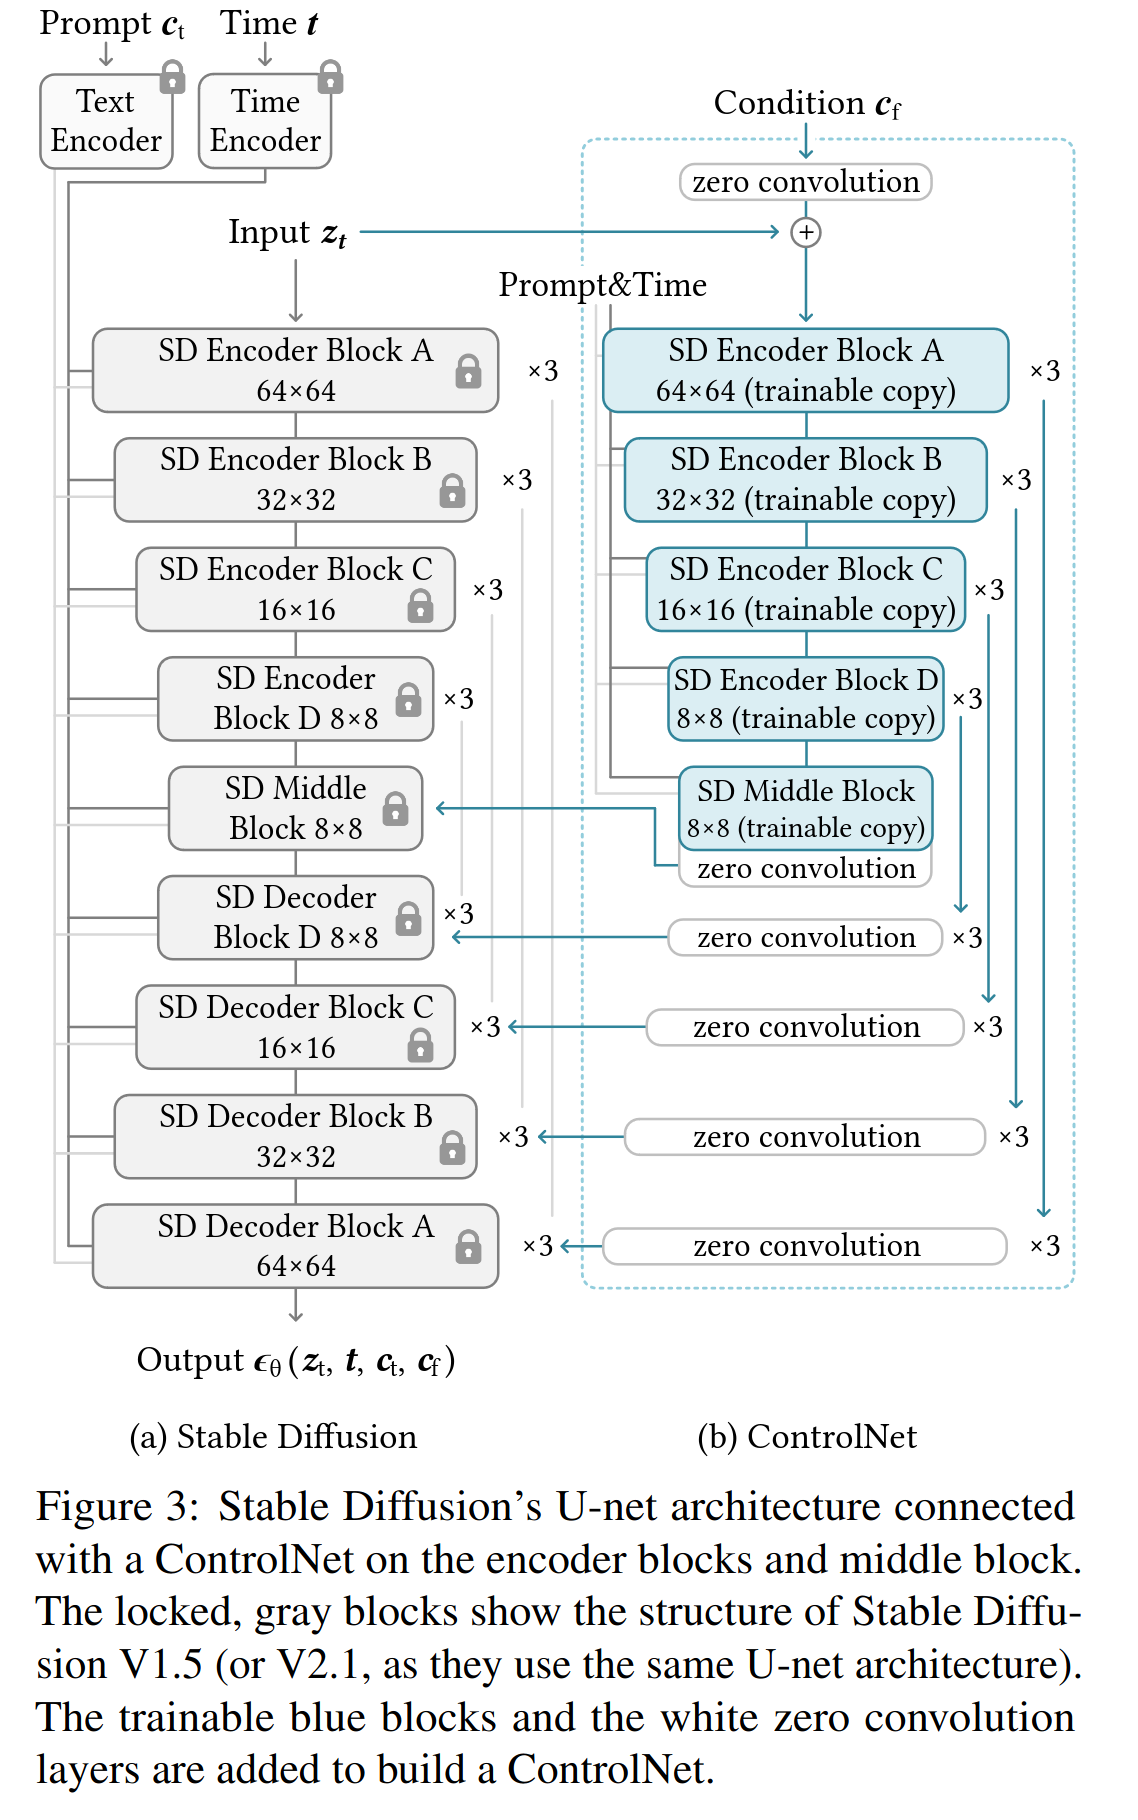 Prompt cₜ
Time t
Text
Encoder
Time
Encoder
Condition c_f
zero convolution
Input zₜ
+
Prompt&Time
SD Encoder Block A
64×64
×3
SD Encoder Block A
64×64 (trainable copy)
×3
SD Encoder Block B
32×32
×3
SD Encoder Block B
32×32 (trainable copy)
×3
SD Encoder Block C
16×16
×3
SD Encoder Block C
16×16 (trainable copy)
×3
SD Encoder
Block D 8×8
×3
SD Encoder Block D
8×8 (trainable copy)
×3
SD Middle
Block 8×8
SD Middle Block
8×8 (trainable copy)
zero convolution
SD Decoder
Block D 8×8
×3
zero convolution
×3
SD Decoder Block C
16×16
×3
zero convolution
×3
SD Decoder Block B
32×32
×3
zero convolution
×3
SD Decoder Block A
64×64
×3
zero convolution
×3
Output ϵ_θ(zₜ, t, cₜ, c_f)
(a) Stable Diffusion
(b) ControlNet
Figure 3: Stable Diffusion’s U-net architecture connected
with a ControlNet on the encoder blocks and middle block.
The locked, gray blocks show the structure of Stable Diffu-
sion V1.5 (or V2.1, as they use the same U-net architecture).
The trainable blue blocks and the white zero convolution
layers are added to build a ControlNet.